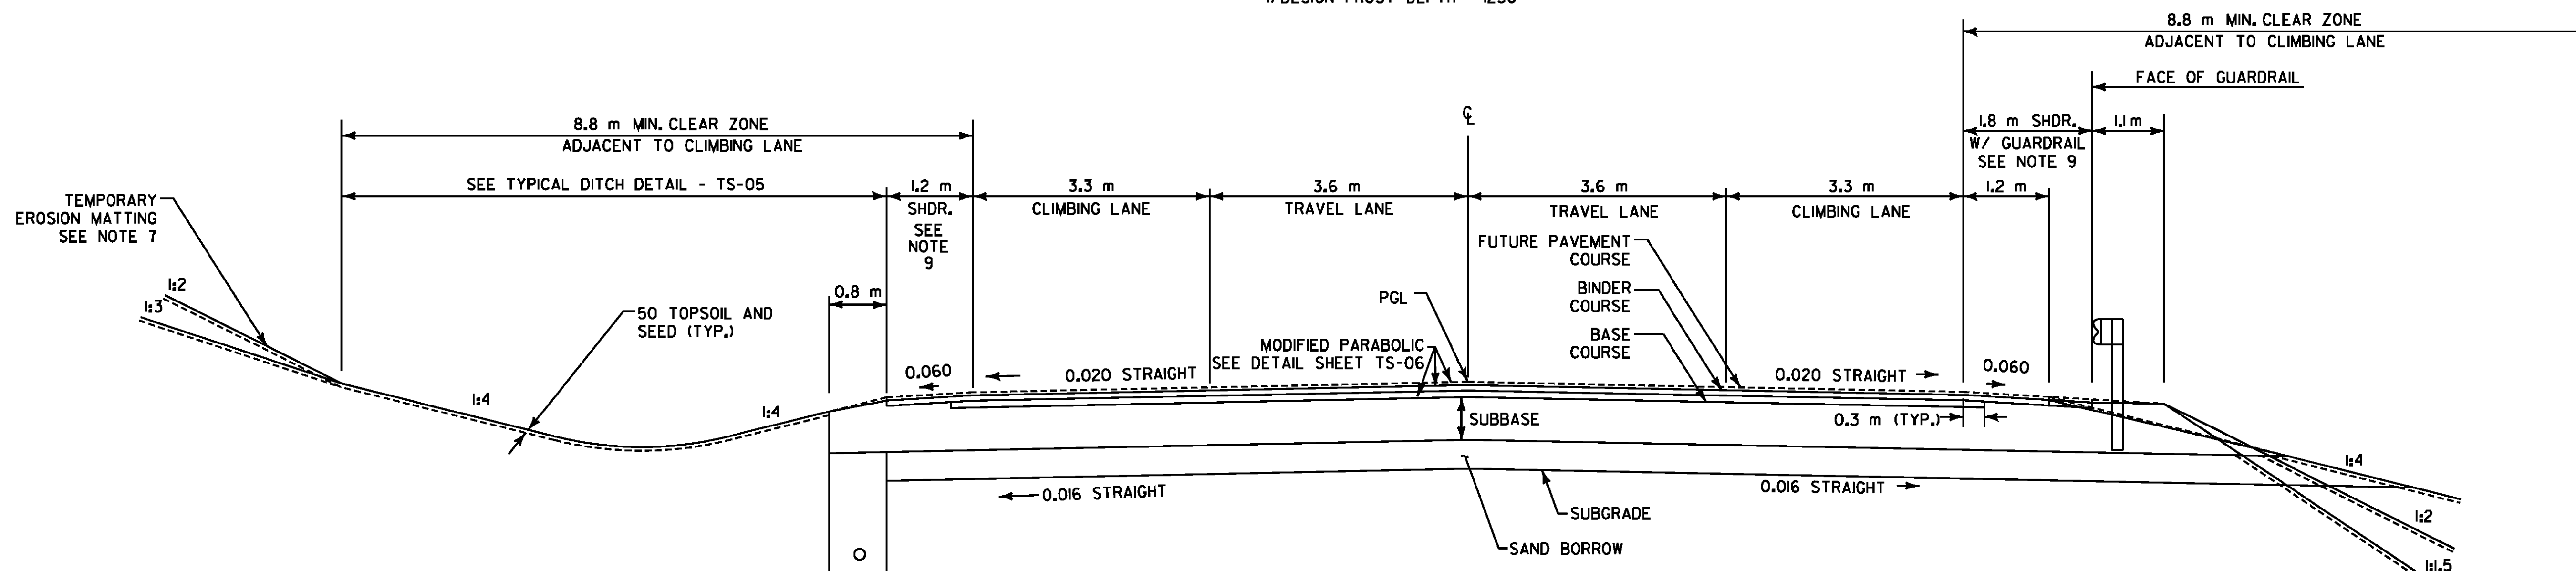 8.8 m MIN. CLEAR ZONE
ADJACENT TO CLIMBING LANE
FACE OF GUARDRAIL
8.8 m MIN. CLEAR ZONE
ADJACENT TO CLIMBING LANE
℄
1.8 m SHDR.
W/ GUARDRAIL
SEE NOTE 9
1.1 m
TEMPORARY
EROSION MATTING
SEE NOTE 7
SEE TYPICAL DITCH DETAIL - TS-05
1.2 m
SHDR.
SEE
NOTE
9
3.3 m
CLIMBING LANE
3.6 m
TRAVEL LANE
3.6 m
TRAVEL LANE
3.3 m
CLIMBING LANE
1.2 m
FUTURE PAVEMENT
COURSE
BINDER
COURSE
BASE
COURSE
1:2
1:3
50 TOPSOIL AND
SEED (TYP.)
0.8 m
PGL
MODIFIED PARABOLIC
SEE DETAIL SHEET TS-06
0.060
0.020 STRAIGHT
0.020 STRAIGHT
0.060
1:4
1:4
SUBBASE
0.3 m (TYP.)
0.016 STRAIGHT
0.016 STRAIGHT
SUBGRADE
SAND BORROW
1:4
1:2
1:1.5